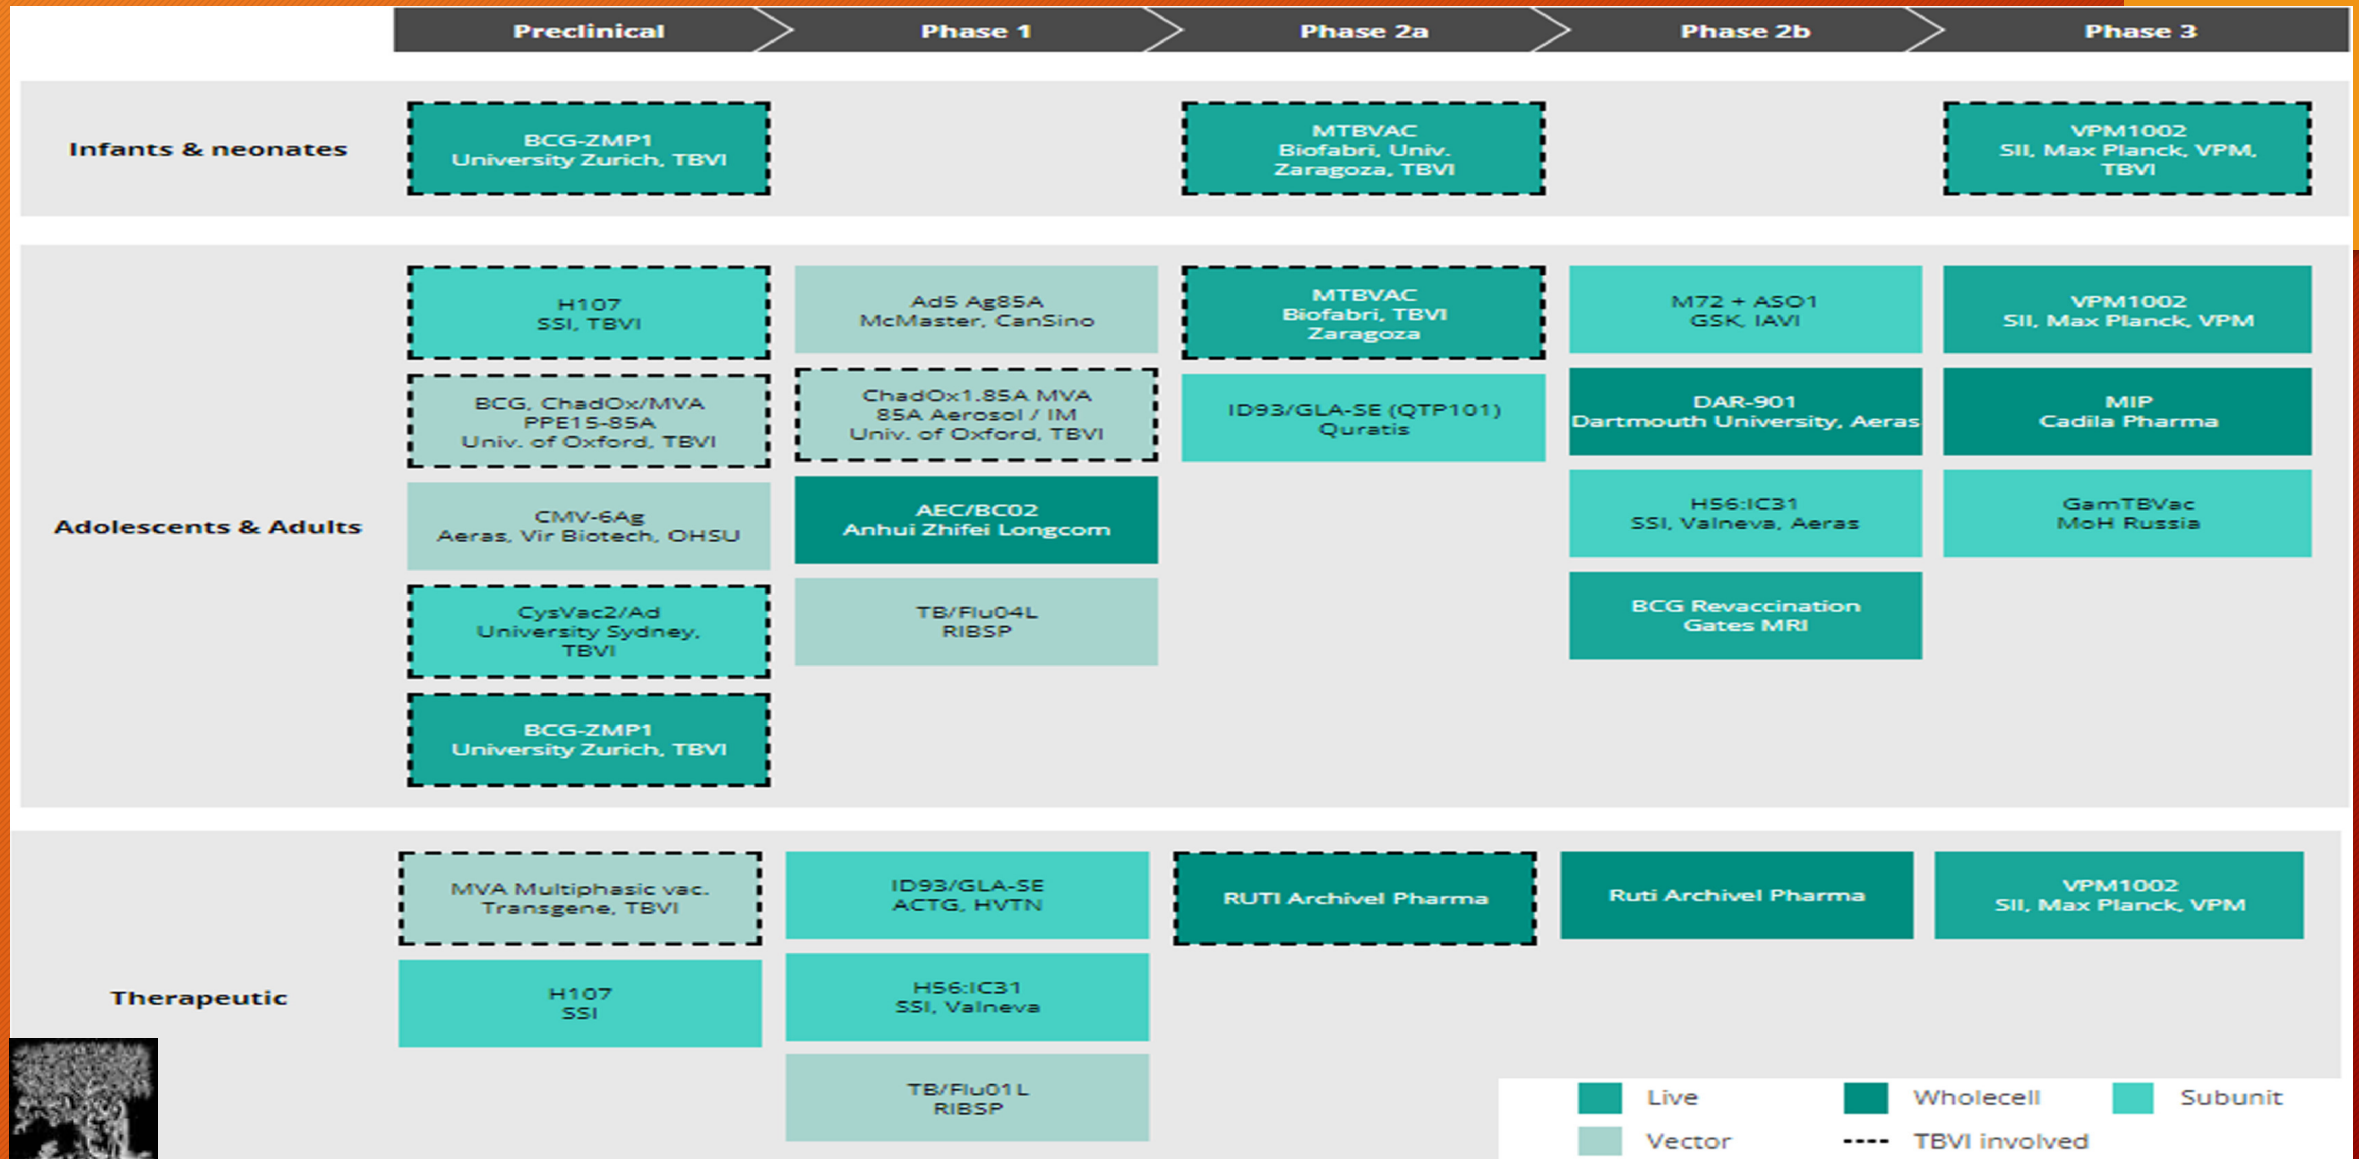 Preclinical
Phase 1
Phase 2a
Phase 2b
Phase 3
Infants & neonates
BCG-ZMP1
University Zurich, TBVI
MTBVAC
Biofabri, Univ.
Zaragoza, TBVI
VPM1002
SII, Max Planck, VPM,
TBVI
Adolescents & Adults
H107
SSI, TBVI
BCG, ChadOx/MVA
PPE15-85A
Univ. of Oxford, TBVI
CMV-6Ag
Aeras, Vir Biotech, OHSU
CysVac2/Ad
University Sydney,
TBVI
BCG-ZMP1
University Zurich, TBVI
Ad5 Ag85A
McMaster, CanSino
ChadOx1.85A MVA
85A Aerosol / IM
Univ. of Oxford, TBVI
AEC/BC02
Anhui Zhifei Longcom
TB/Flu04L
RIBSP
MTBVAC
Biofabri, TBVI
Zaragoza
ID93/GLA-SE (QTP101)
Quratis
M72 + ASO1
GSK, IAVI
DAR-901
Dartmouth University, Aeras
H56:IC31
SSI, Valneva, Aeras
BCG Revaccination
Gates MRI
VPM1002
SII, Max Planck, VPM
MIP
Cadila Pharma
GamTBVac
MoH Russia
Therapeutic
MVA Multiphasic vac.
Transgene, TBVI
H107
SSI
ID93/GLA-SE
ACTG, HVTN
H56:IC31
SSI, Valneva
TB/Flu01L
RIBSP
RUTI Archivel Pharma
Ruti Archivel Pharma
VPM1002
SII, Max Planck, VPM
Live
Wholecell
Subunit
Vector
TBVI involved